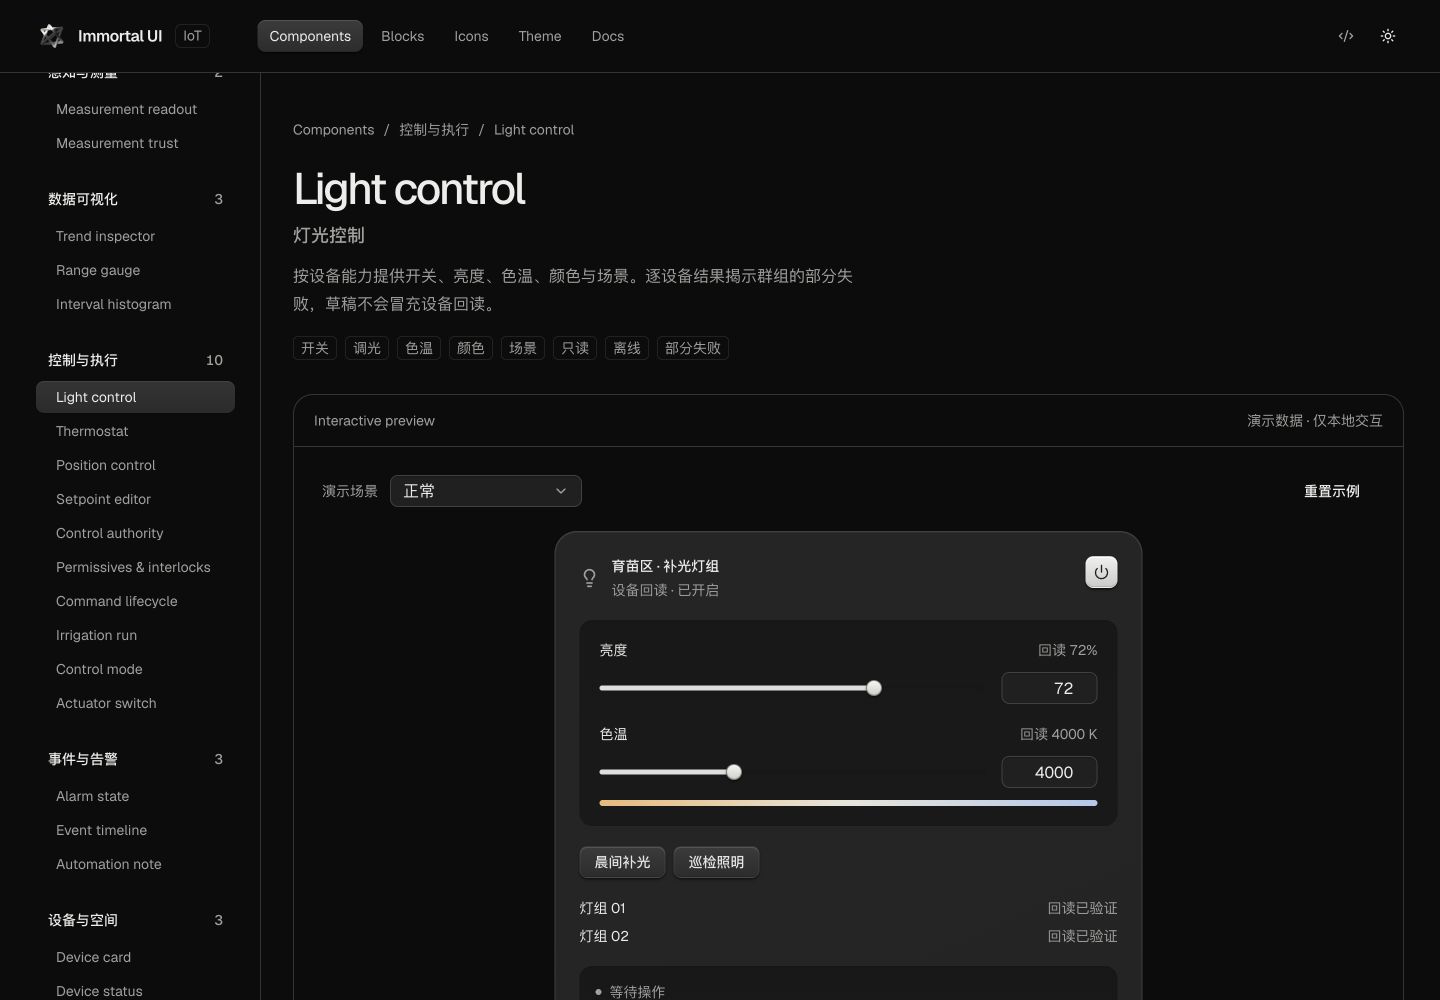 Immortal UI IoT
Components Blocks Icons Theme Docs
感知与测量 2
Measurement readout
Measurement trust
数据可视化 3
Trend inspector
Range gauge
Interval histogram
控制与执行 10
Light control
Thermostat
Position control
Setpoint editor
Control authority
Permissives & interlocks
Command lifecycle
Irrigation run
Control mode
Actuator switch
事件与告警 3
Alarm state
Event timeline
Automation note
设备与空间 3
Device card
Device status
Components / 控制与执行 / Light control
Light control
灯光控制
按设备能力提供开关、亮度、色温、颜色与场景。逐设备结果揭示群组的部分失
败，草稿不会冒充设备回读。
开关 调光 色温 颜色 场景 只读 离线 部分失败
Interactive preview 演示数据 · 仅本地交互
演示场景 正常 重置示例
育苗区 · 补光灯组
设备回读 · 已开启
亮度 回读 72%
72
色温 回读 4000 K
4000
晨间补光 巡检照明
灯组 01 回读已验证
灯组 02 回读已验证
等待操作